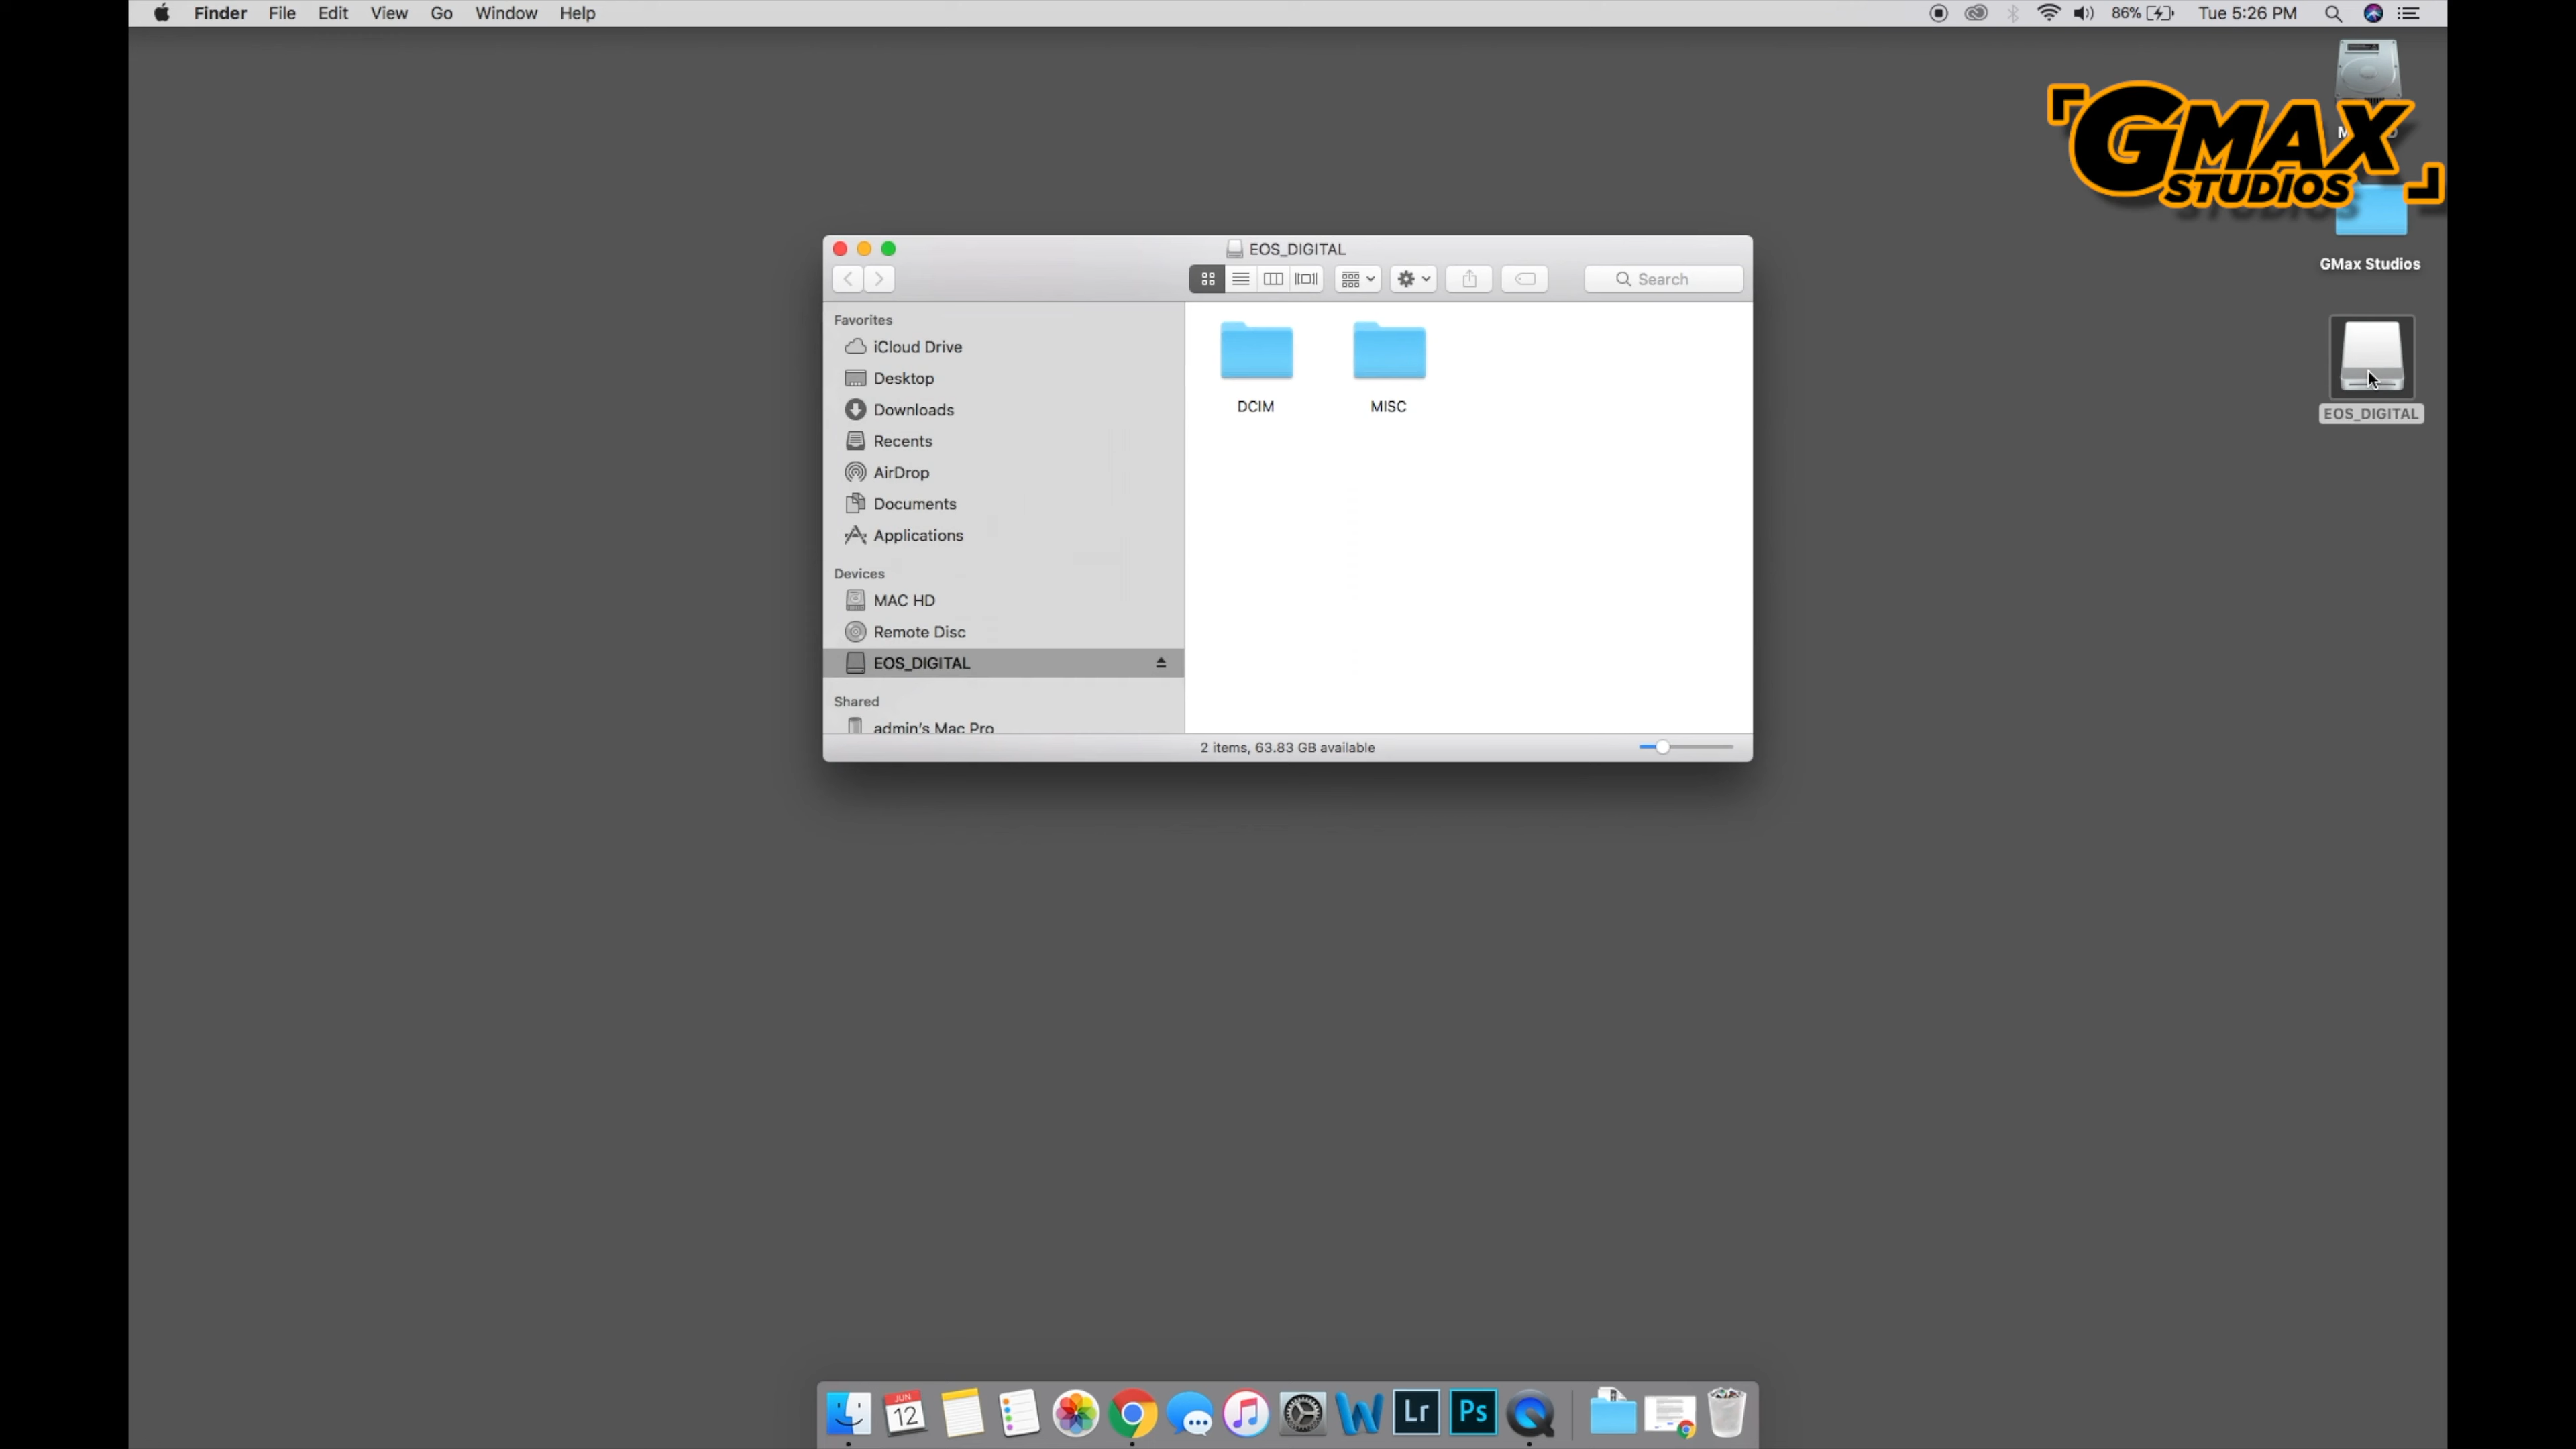 Finder File Edit View Go Window Help 86% Tue 5:26 PM
GMAX
STUDIOS
GMax Studios
EOS_DIGITAL
EOS_DIGITAL
Search
Favorites
iCloud Drive
Desktop
Downloads
Recents
AirDrop
Documents
Applications
Devices
MAC HD
Remote Disc
EOS_DIGITAL
Shared
admin's Mac Pro
DCIM MISC
2 items, 63.83 GB available
JUN
12
Lr
Ps